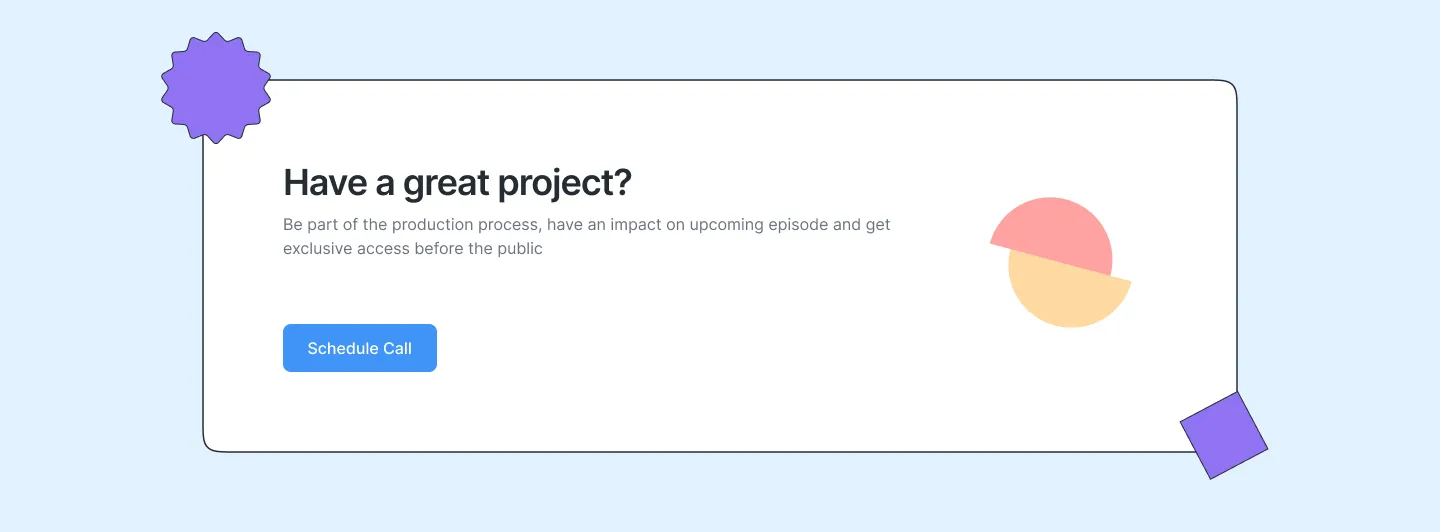 Have a great project?
Be part of the production process, have an impact on upcoming episode and get
exclusive access before the public
Schedule Call